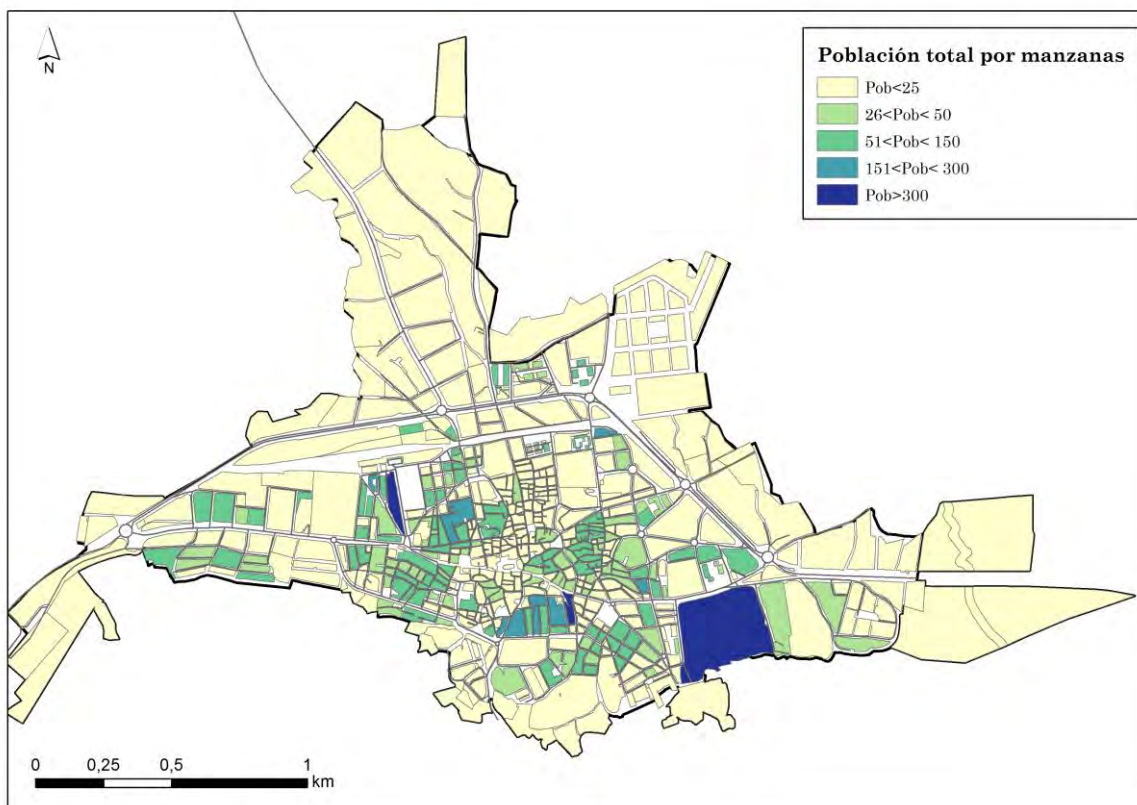 N
Población total por manzanas
Pob<25
26<Pob< 50
51<Pob< 150
151<Pob< 300
Pob>300
0 0,25 0,5 1
km